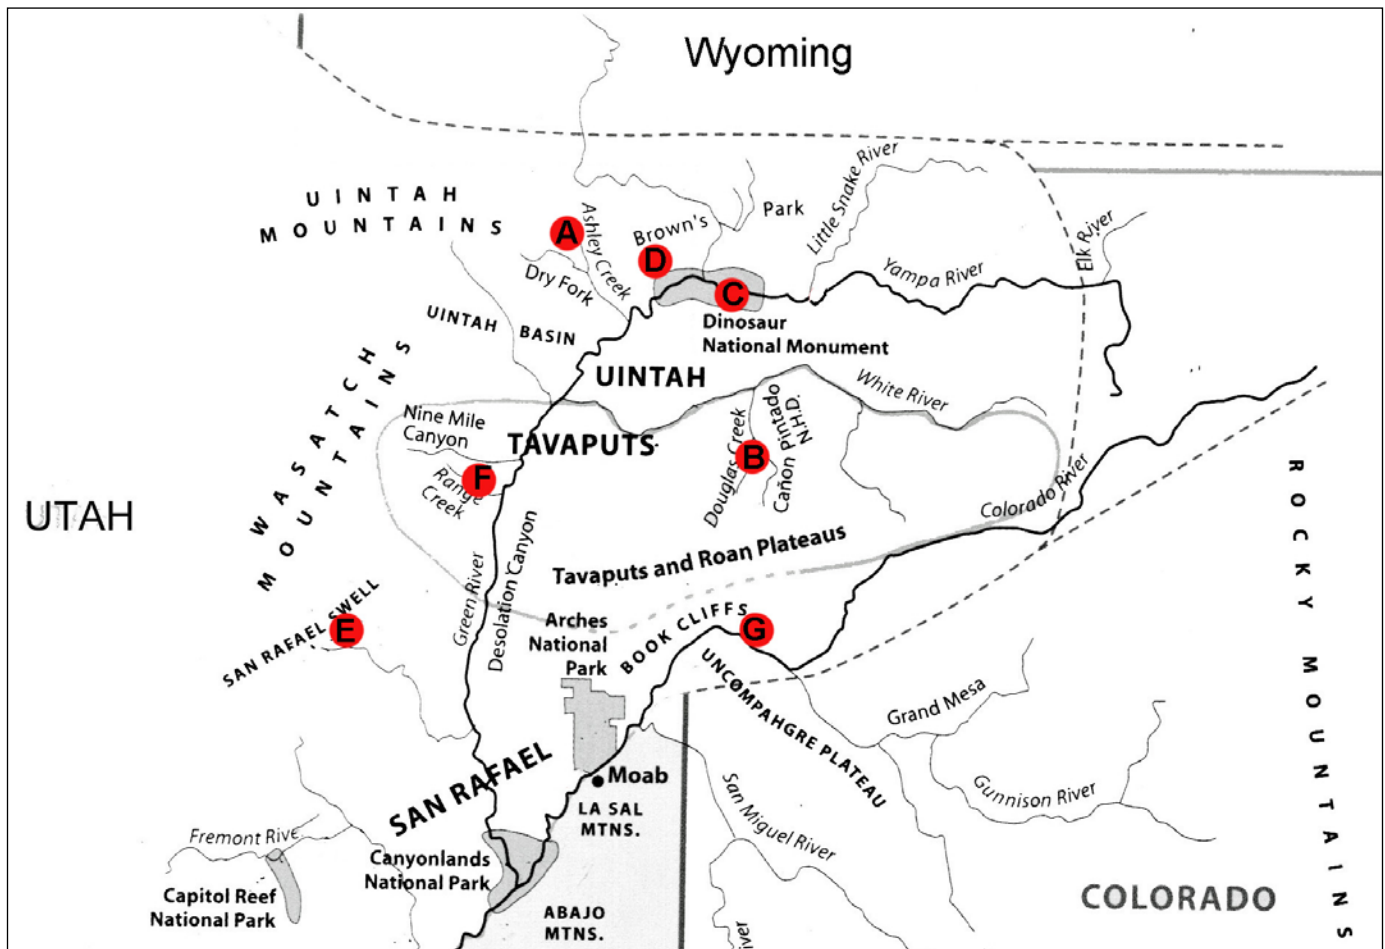 Wyoming
UINTAH
MOUNTAINS
A
Ashley Creek
Dry Fork
Brown's
Park
D
C
Little Snake River
Yampa River
Elk River
Dinosaur
National Monument
UINTAH BASIN
UINTAH
WASATCH
MOUNTAINS
Nine Mile
Canyon
TAVAPUTS
White River
Douglas Creek
Cañon Pintado
N.H.D.
B
F
Range
Creek
Colorado River
UTAH
ROCKY MOUNTAINS
Tavaputs and Roan Plateaus
Green River
Desolation Canyon
SAN RAFAEL SWELL
E
Arches
National
Park
BOOK CLIFFS
G
UNCOMPAHGRE PLATEAU
Grand Mesa
Gunnison River
San Miguel River
SAN RAFAEL
Moab
LA SAL
MTNS.
Fremont Rive
Capitol Reef
National Park
Canyonlands
National Park
ABAJO
MTNS.
iver
COLORADO